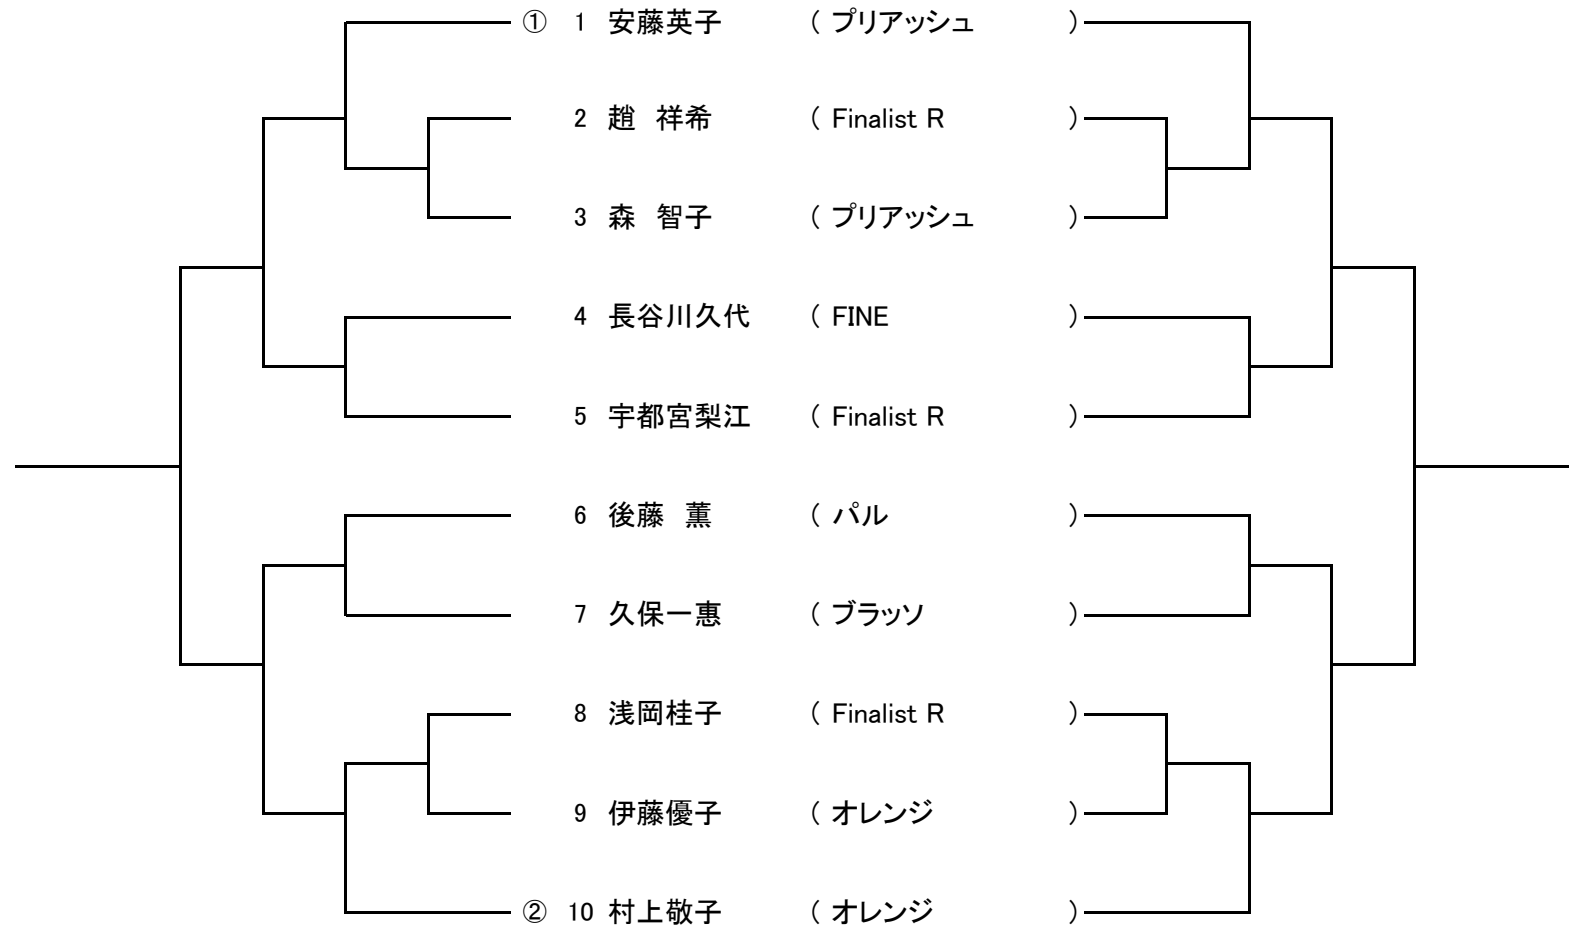 ① 1 安藤英子 ( プリアッシュ )
2 趙 祥希 ( Finalist R )
3 森 智子 ( プリアッシュ )
4 長谷川久代 ( FINE )
5 宇都宮梨江 ( Finalist R )
6 後藤 薫 ( パル )
7 久保一惠 ( ブラッソ )
8 浅岡桂子 ( Finalist R )
9 伊藤優子 ( オレンジ )
② 10 村上敬子 ( オレンジ )